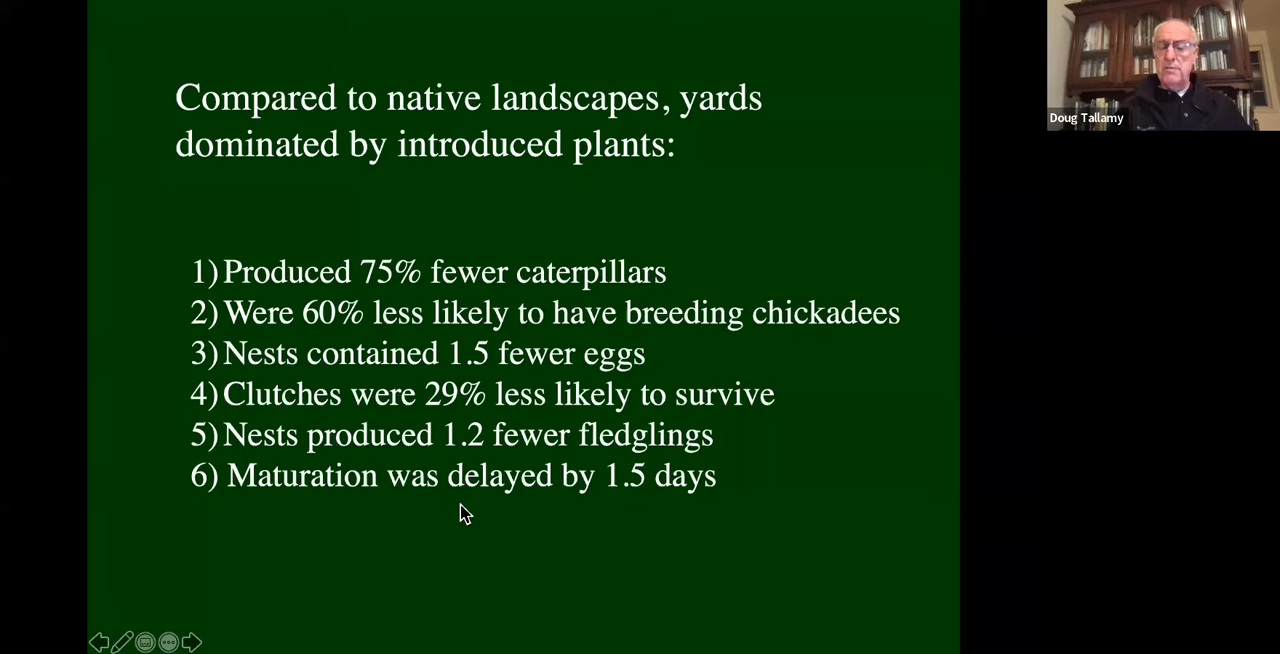 Compared to native landscapes, yards
dominated by introduced plants:
1) Produced 75% fewer caterpillars
2) Were 60% less likely to have breeding chickadees
3) Nests contained 1.5 fewer eggs
4) Clutches were 29% less likely to survive
5) Nests produced 1.2 fewer fledglings
6) Maturation was delayed by 1.5 days
Doug Tallamy